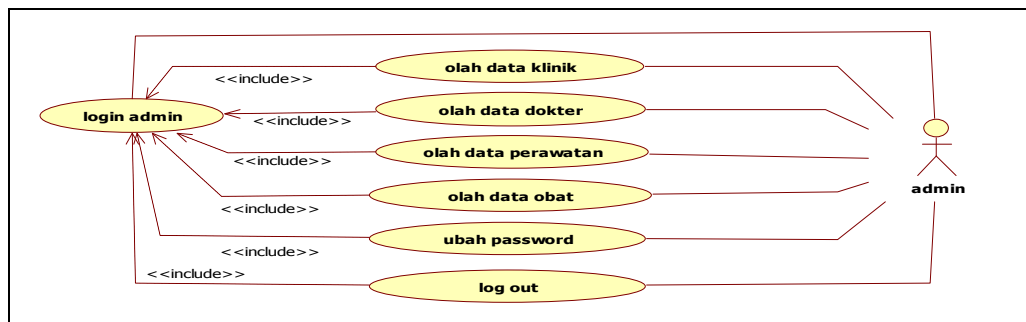 olah data klinik
<<include>>
login admin
olah data dokter
<<include>>
olah data perawatan
<<include>>
admin
olah data obat
<<include>>
ubah password
<<include>>
<<include>>
log out